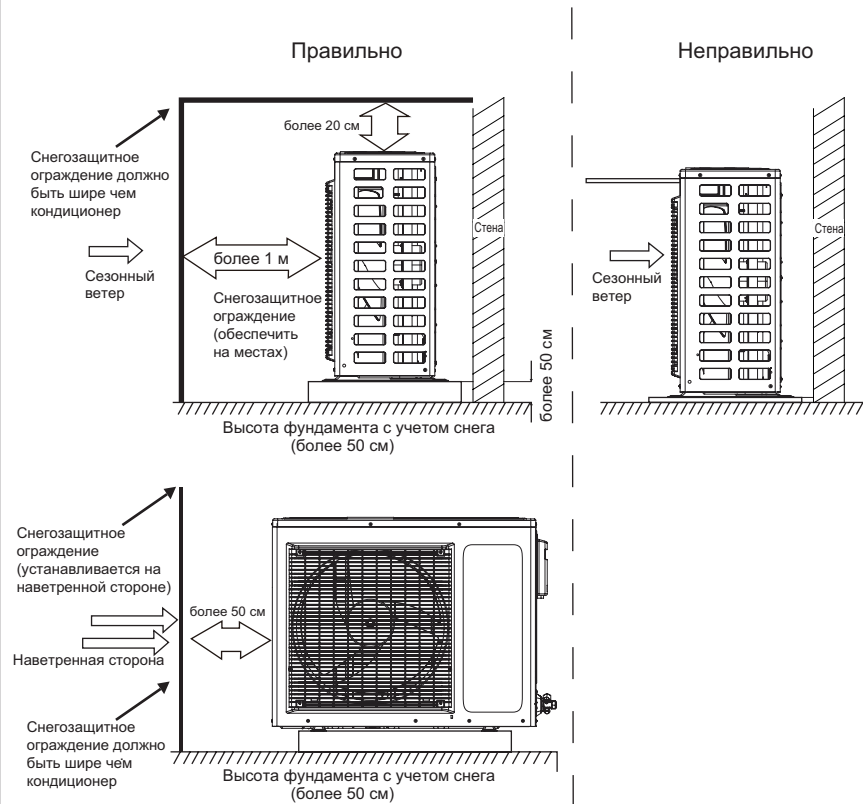 Правильно
Неправильно
более 20 см
Снегозащитное
ограждение должно
быть шире чем
кондиционер
Стена
Стена
более 1 м
Сезонный
ветер
Снегозащитное
ограждение
(обеспечить
на местах)
Сезонный
ветер
более 50 см
Высота фундамента с учетом снега
(более 50 см)
Снегозащитное
ограждение
(устанавливается на
наветренной стороне)
более 50 см
Наветренная сторона
Снегозащитное
ограждение должно
быть шире чем
кондиционер
Высота фундамента с учетом снега
(более 50 см)